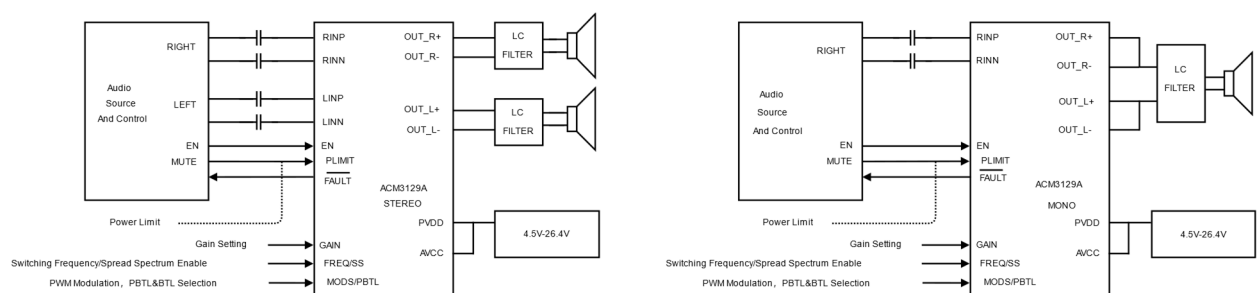 RIGHT
LEFT
Audio
Source
And Control
EN
MUTE
RINP
RINN
LINP
LINN
EN
PLIMIT
FAULT
OUT_R+
OUT_R-
OUT_L+
OUT_L-
LC
FILTER
LC
FILTER
ACM3129A
STEREO
PVDD
AVCC
4.5V-26.4V
Power Limit
Gain Setting
GAIN
Switching Frequency/Spread Spectrum Enable
FREQ/SS
PWM Modulation, PBTL&BTL Selection
MODS/PBTL
RIGHT
Audio
Source
And Control
EN
MUTE
RINP
RINN
EN
PLIMIT
FAULT
OUT_R+
OUT_R-
OUT_L+
OUT_L-
LC
FILTER
ACM3129A
MONO
PVDD
AVCC
4.5V-26.4V
Power Limit
Gain Setting
GAIN
Switching Frequency/Spread Spectrum Enable
FREQ/SS
PWM Modulation, PBTL&BTL Selection
MODS/PBTL